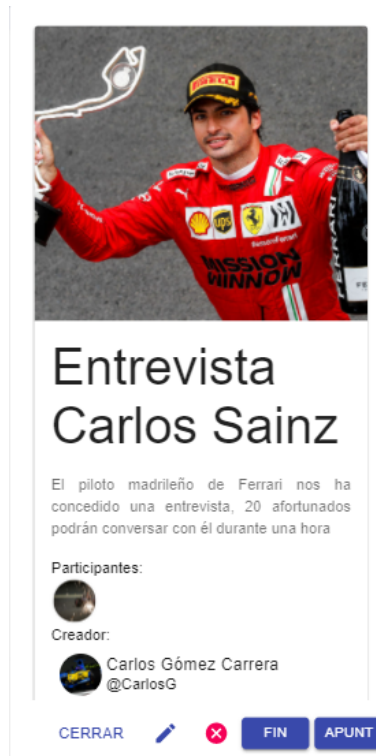 PIRELLI
ups
MISSION
WINNOW
FERRARI
Entrevista
Carlos Sainz
El piloto madrileño de Ferrari nos ha
concedido una entrevista, 20 afortunados
podrán conversar con él durante una hora
Participantes:
Creador:
Carlos Gómez Carrera
@CarlosG
CERRAR
FIN
APUNT